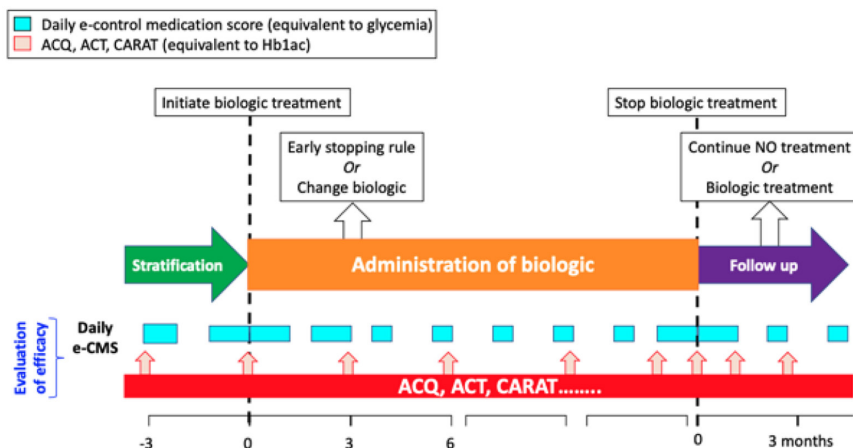 Daily e-control medication score (equivalent to glycemia)
ACQ, ACT, CARAT (equivalent to Hb1ac)
Initiate biologic treatment
Stop biologic treatment
Early stopping rule
Or
Change biologic
Continue NO treatment
Or
Biologic treatment
Stratification
Administration of biologic
Follow up
Evaluation
of efficacy
Daily
e-CMS
ACQ, ACT, CARAT........
-3 0 3 6 0 3 months